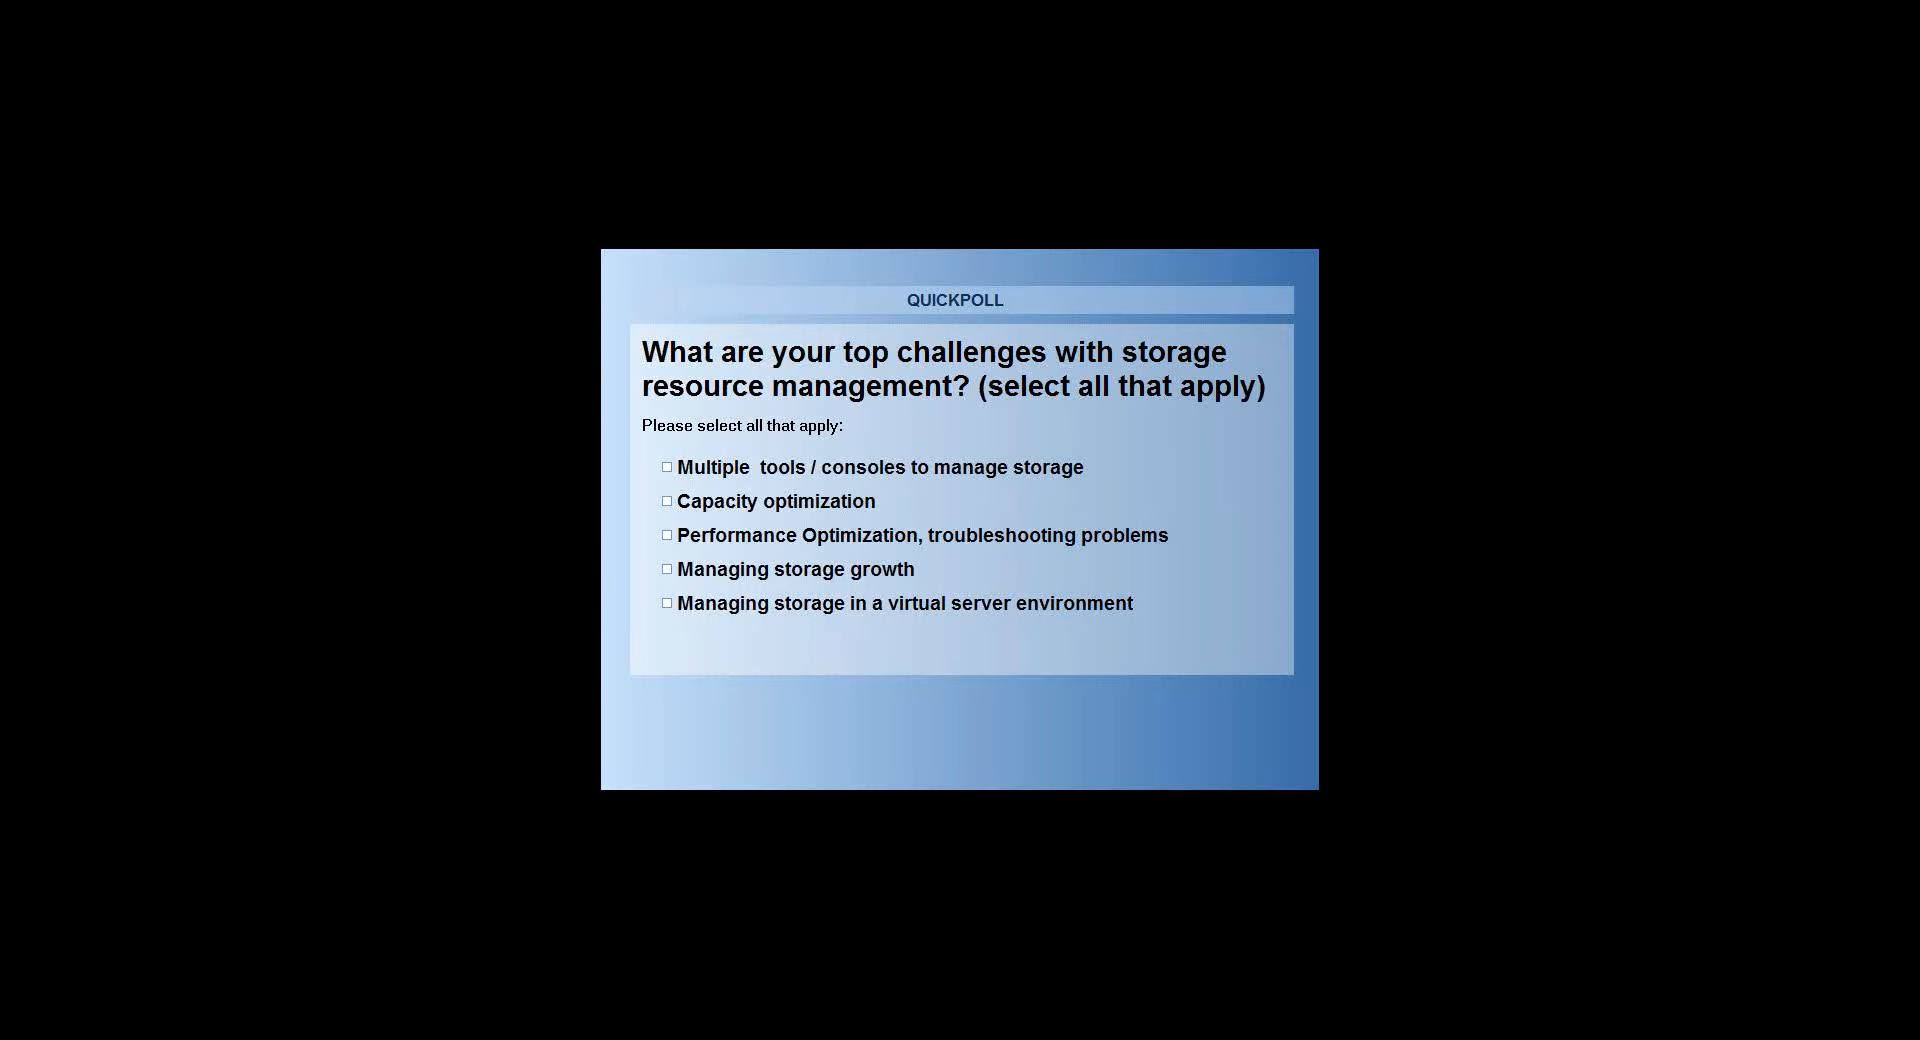 QUICKPOLL
What are your top challenges with storage
resource management? (select all that apply)
Please select all that apply:
Multiple  tools / consoles to manage storage
Capacity optimization
Performance Optimization, troubleshooting problems
Managing storage growth
Managing storage in a virtual server environment